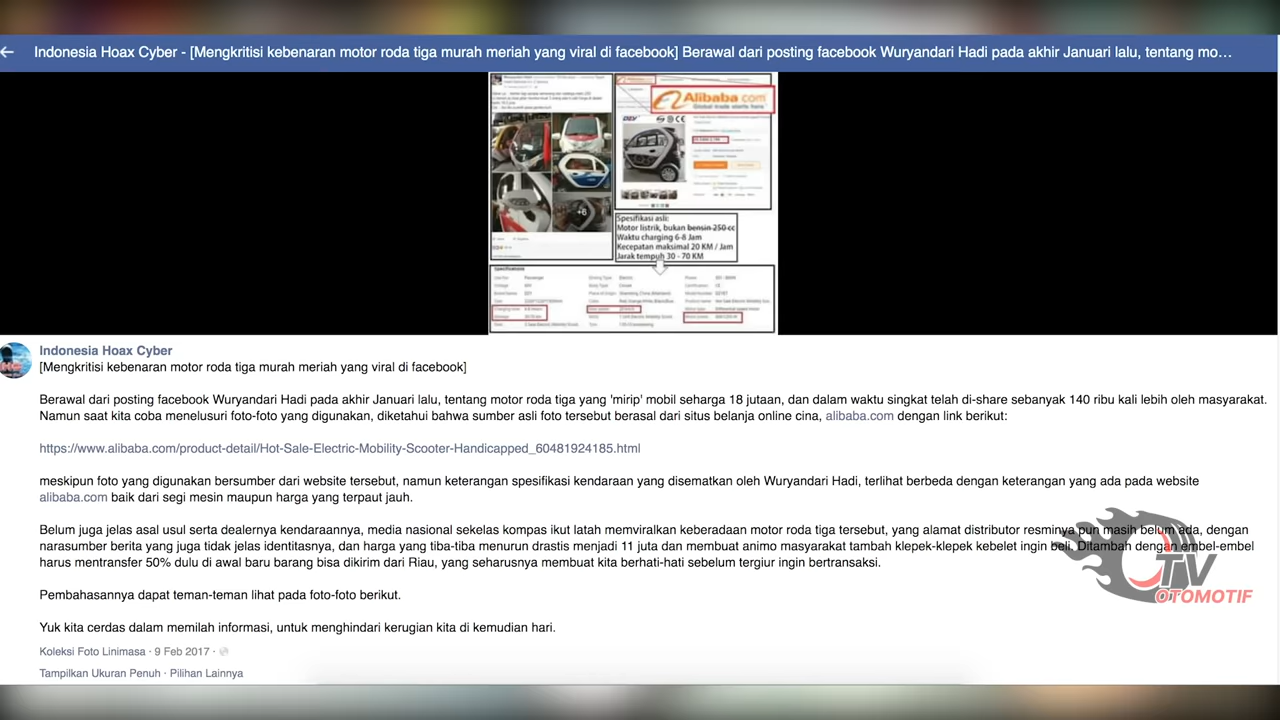 Indonesia Hoax Cyber - [Mengkritisi kebenaran motor roda tiga murah meriah yang viral di facebook] Berawal dari posting facebook Wuryandari Hadi pada akhir Januari lalu, tentang mo…
Alibaba.com
Global trade starts here
+6
Spesifikasi asli:
Motor listrik, bukan bensin 250 cc
Waktu charging 6-8 Jam
Kecepatan maksimal 20 KM / Jam
Jarak tempuh 30 - 70 KM
Specifications
Indonesia Hoax Cyber
[Mengkritisi kebenaran motor roda tiga murah meriah yang viral di facebook]
Berawal dari posting facebook Wuryandari Hadi pada akhir Januari lalu, tentang motor roda tiga yang 'mirip' mobil seharga 18 jutaan, dan dalam waktu singkat telah di-share sebanyak 140 ribu kali lebih oleh masyarakat.
Namun saat kita coba menelusuri foto-foto yang digunakan, diketahui bahwa sumber asli foto tersebut berasal dari situs belanja online cina, alibaba.com dengan link berikut:
https://www.alibaba.com/product-detail/Hot-Sale-Electric-Mobility-Scooter-Handicapped_60481924185.html
meskipun foto yang digunakan bersumber dari website tersebut, namun keterangan spesifikasi kendaraan yang disematkan oleh Wuryandari Hadi, terlihat berbeda dengan keterangan yang ada pada website
alibaba.com baik dari segi mesin maupun harga yang terpaut jauh.
Belum juga jelas asal usul serta dealernya kendaraannya, media nasional sekelas kompas ikut latah memviralkan keberadaan motor roda tiga tersebut, yang alamat distributor resminya pun masih belum ada, dengan
narasumber berita yang juga tidak jelas identitasnya, dan harga yang tiba-tiba menurun drastis menjadi 11 juta dan membuat animo masyarakat tambah klepek-klepek kebelet ingin beli. Ditambah dengan embel-embel
harus mentransfer 50% dulu di awal baru barang bisa dikirim dari Riau, yang seharusnya membuat kita berhati-hati sebelum tergiur ingin bertransaksi.
TV
OTOMOTIF
Pembahasannya dapat teman-teman lihat pada foto-foto berikut.
Yuk kita cerdas dalam memilah informasi, untuk menghindari kerugian kita di kemudian hari.
Koleksi Foto Linimasa · 9 Feb 2017 ·
Tampilkan Ukuran Penuh · Pilihan Lainnya